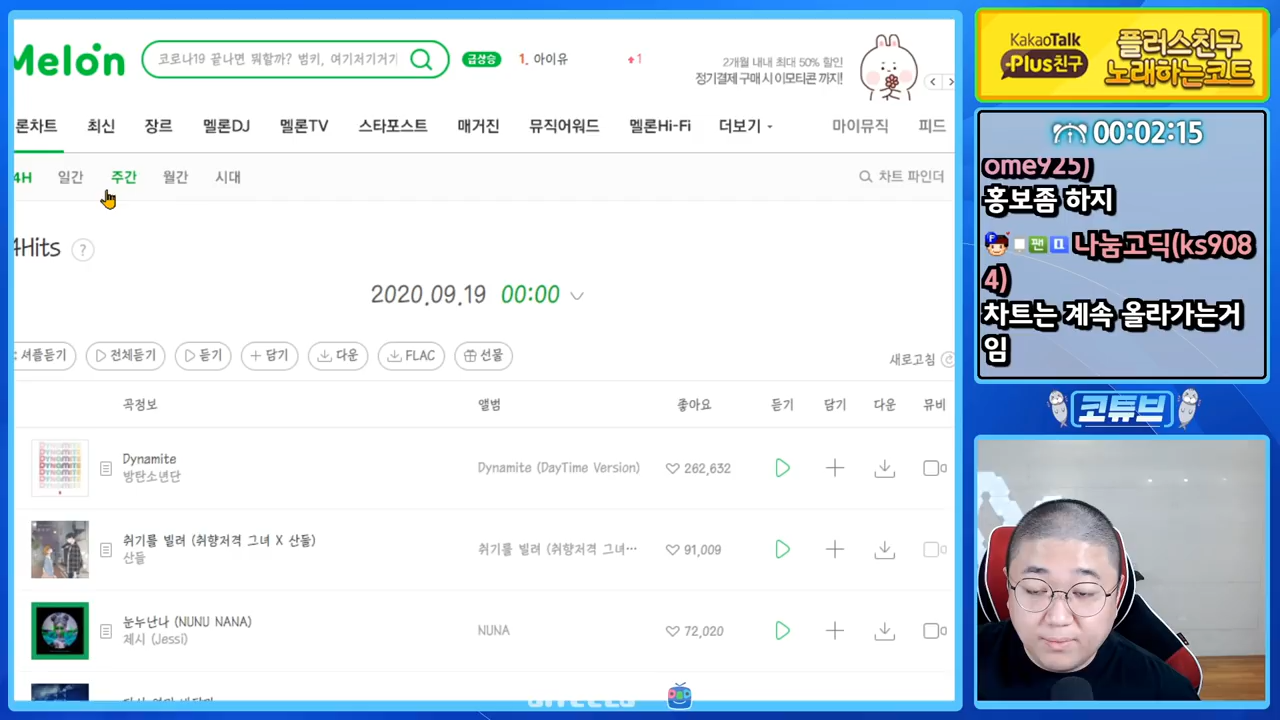 Melon
코로나19 끝나면 뭐할까? 범키, 여기저기거기
급상승
1. 아이유
1
2개월 내내 최대 50% 할인
정기결제 구매 시 이모티콘 까지!
론차트 최신 장르 멜론DJ 멜론TV 스타포스트 매거진 뮤직어워드 멜론Hi-Fi 더보기 마이뮤직 피드
4H 일간 주간 월간 시대
차트 파인더
4Hits ?
2020.09.19 00:00
셔플듣기 전체듣기 듣기 담기 다운 FLAC 선물
새로고침
곡정보 앨범 좋아요 듣기 담기 다운 뮤비
Dynamite
방탄소년단
Dynamite (DayTime Version)
262,632
취기를 빌려 (취향저격 그녀 X 산들)
산들
취기를 빌려 (취향저격 그녀…
91,009
눈누난나 (NUNU NANA)
제시 (Jessi)
NUNA
72,020
KakaoTalk
Plus친구
플러스친구
노래하는코트
00:02:15
ome925)
홍보좀 하지
팬 나눔고딕(ks908
4)
차트는 계속 올라가는거
임
코튜브